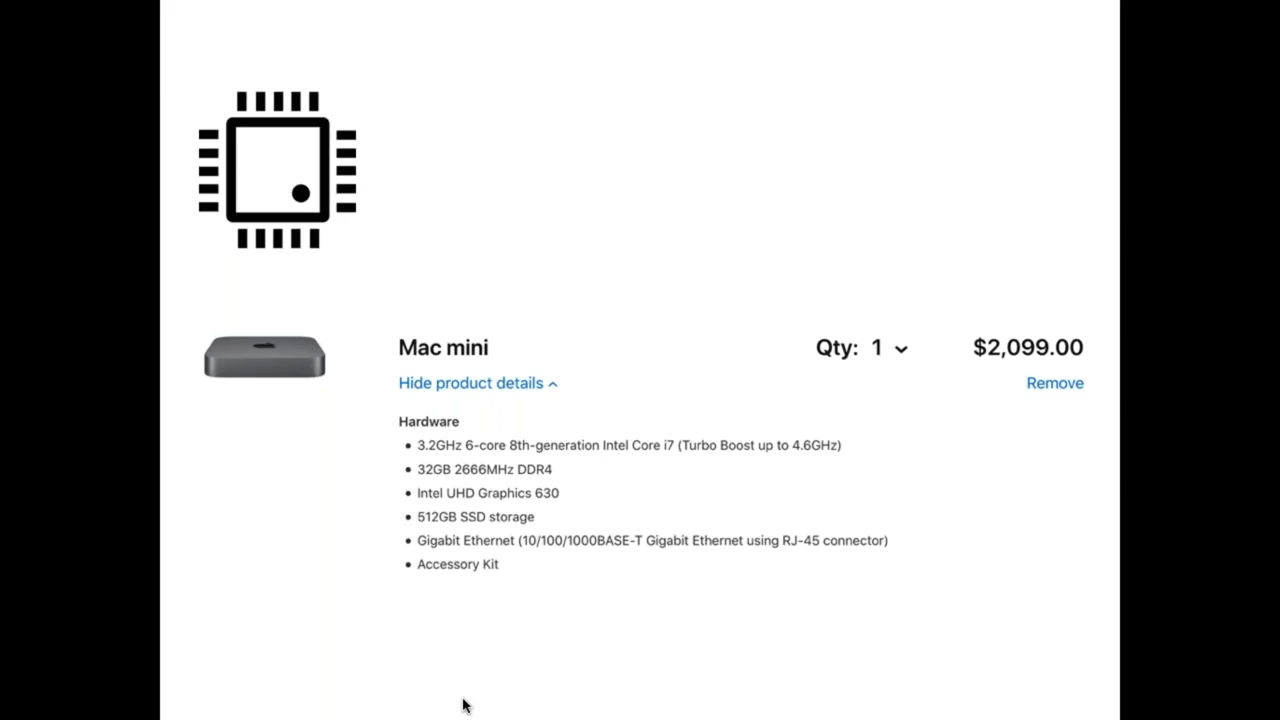 Mac mini Qty: 1 $2,099.00
Hide product details Remove
Hardware
• 3.2GHz 6-core 8th-generation Intel Core i7 (Turbo Boost up to 4.6GHz)
• 32GB 2666MHz DDR4
• Intel UHD Graphics 630
• 512GB SSD storage
• Gigabit Ethernet (10/100/1000BASE-T Gigabit Ethernet using RJ-45 connector)
• Accessory Kit